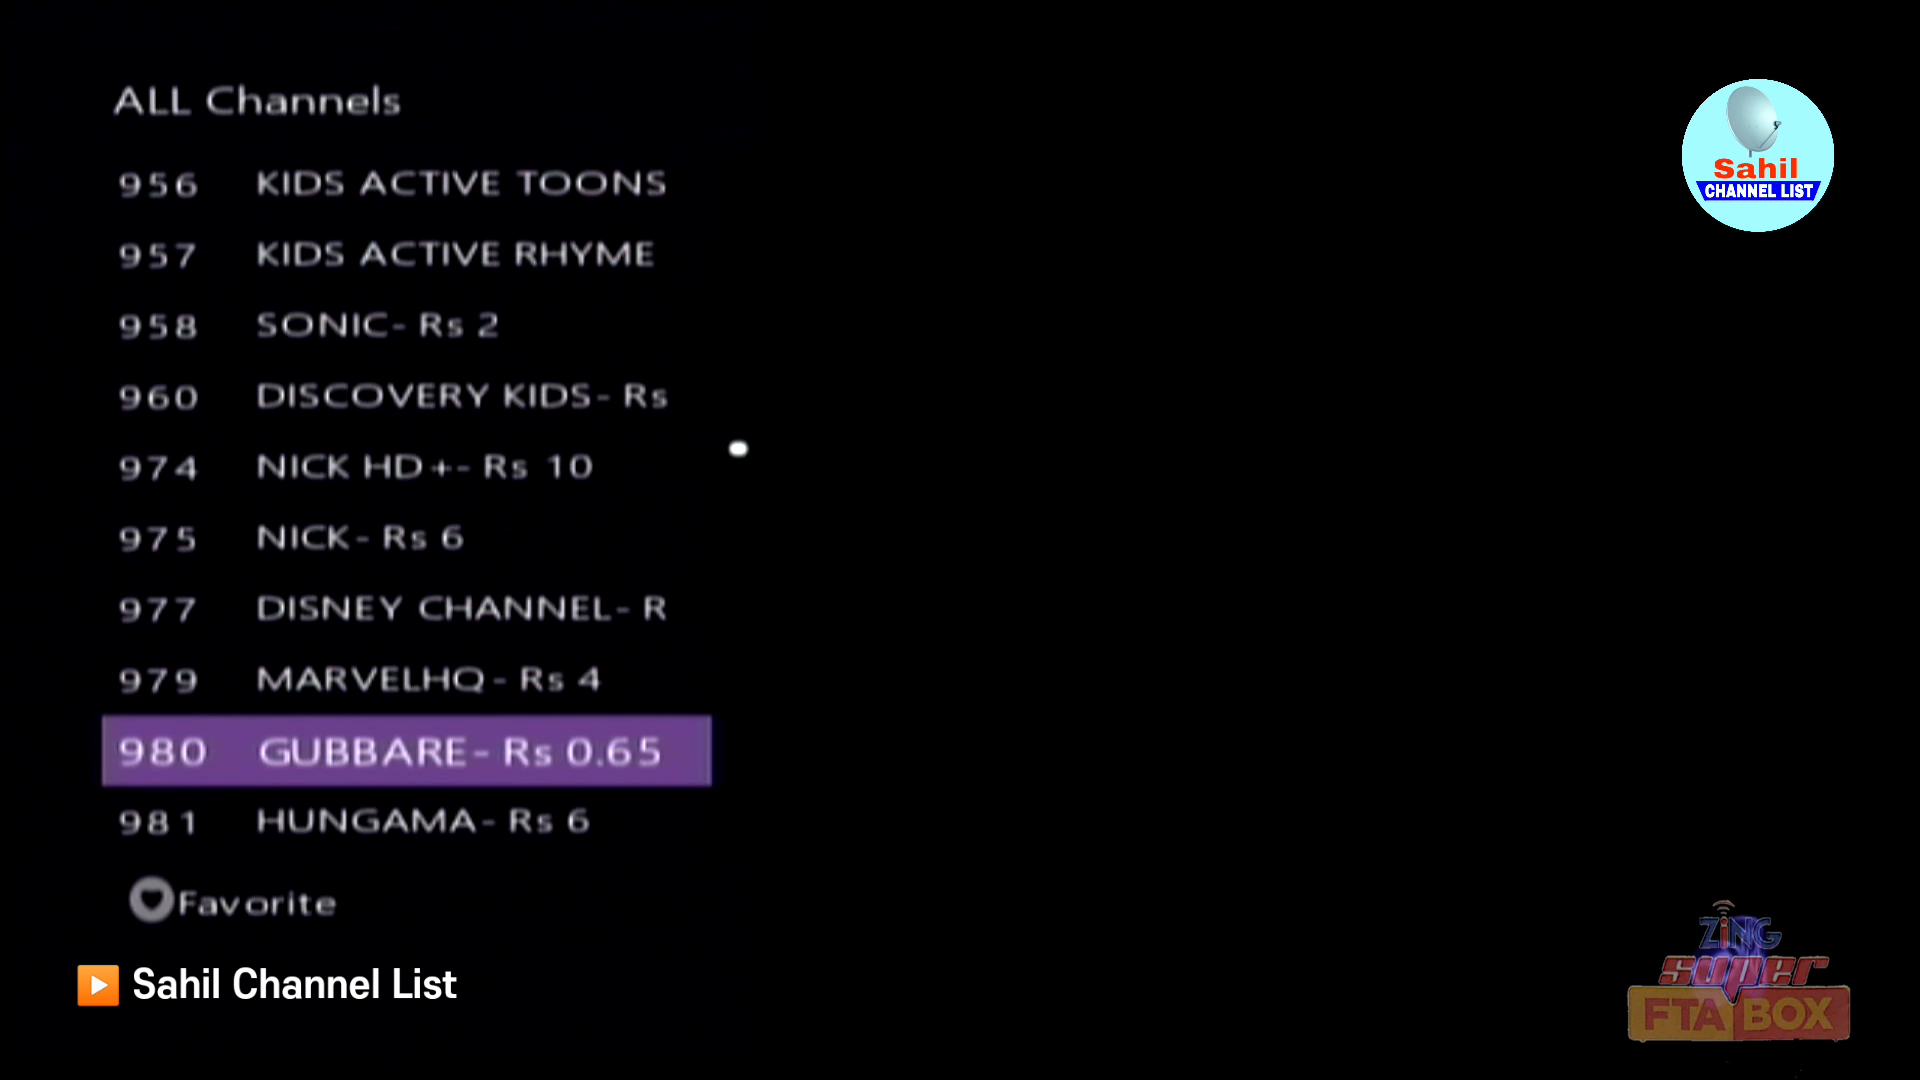 ALL Channels
956 KIDS ACTIVE TOONS
957 KIDS ACTIVE RHYME
958 SONIC- Rs 2
960 DISCOVERY KIDS- Rs
974 NICK HD+- Rs 10
975 NICK- Rs 6
977 DISNEY CHANNEL- R
979 MARVELHQ- Rs 4
980 GUBBARE- Rs 0.65
981 HUNGAMA- Rs 6
Favorite
Sahil Channel List
Sahil
CHANNEL LIST
ZiNG
super
FTA BOX